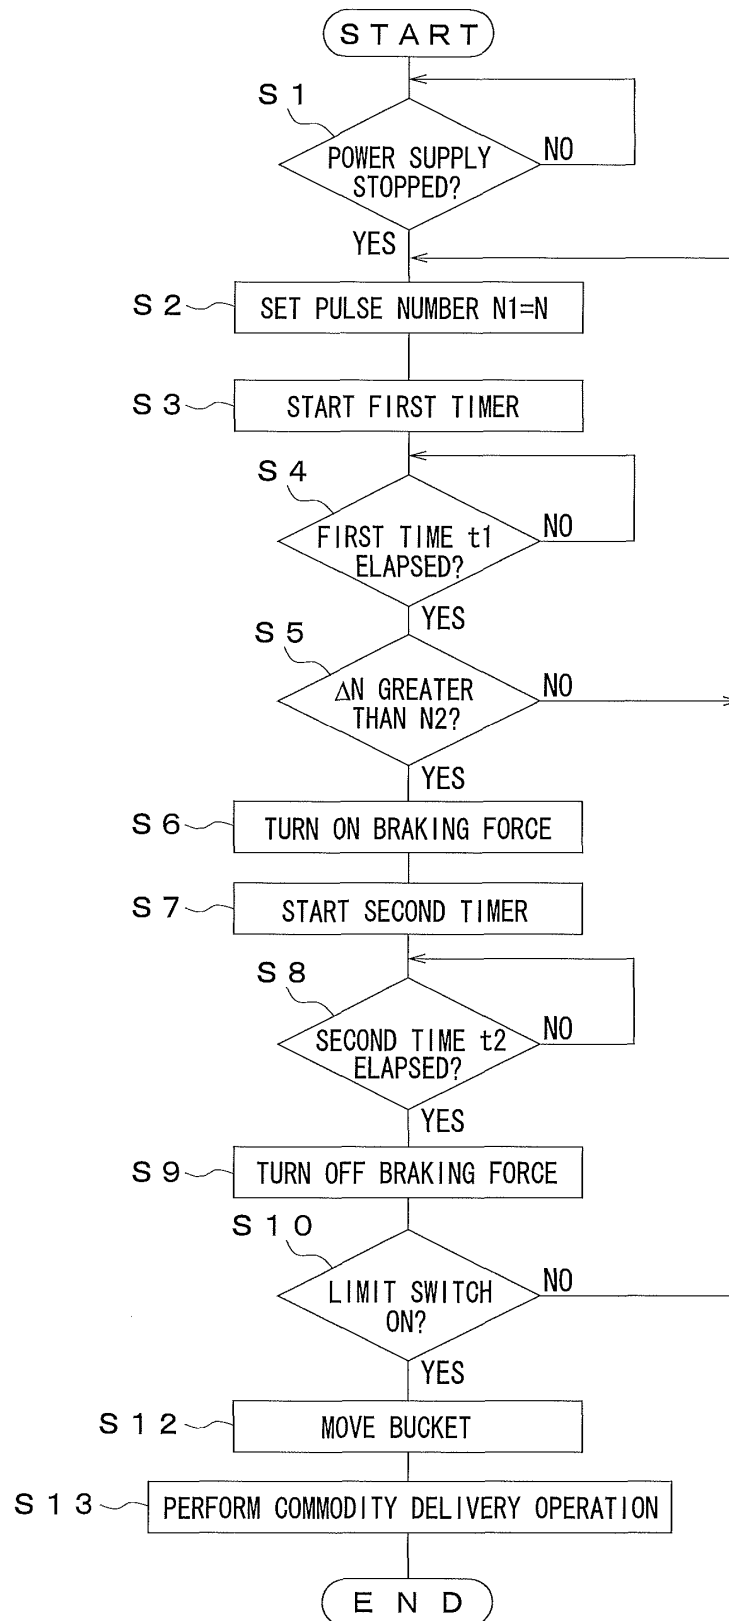 START
S1
POWER SUPPLY
STOPPED?
NO
YES
S2
SET PULSE NUMBER N1=N
S3
START FIRST TIMER
S4
FIRST TIME t1
ELAPSED?
NO
YES
S5
ΔN GREATER
THAN N2?
NO
YES
S6
TURN ON BRAKING FORCE
S7
START SECOND TIMER
S8
SECOND TIME t2
ELAPSED?
NO
YES
S9
TURN OFF BRAKING FORCE
S10
LIMIT SWITCH
ON?
NO
YES
S12
MOVE BUCKET
S13
PERFORM COMMODITY DELIVERY OPERATION
END